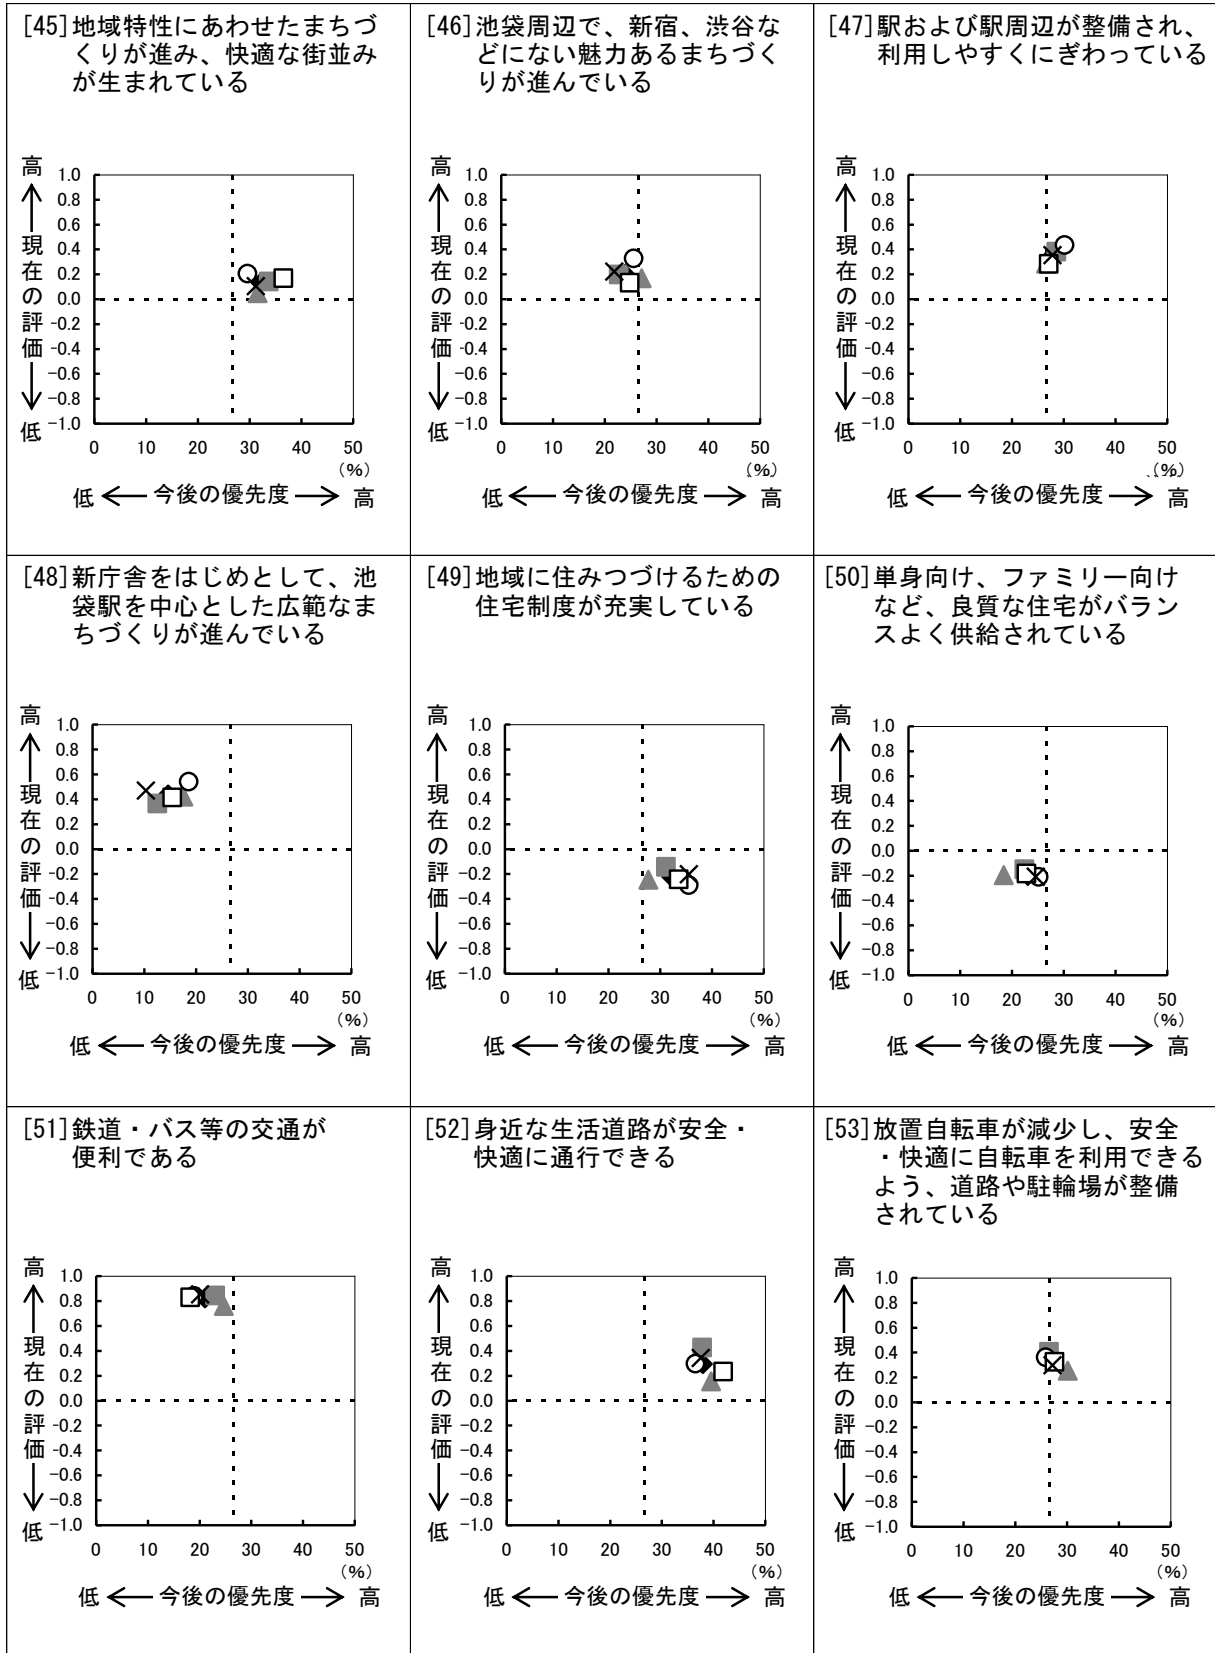 [45]地域特性にあわせたまちづ
くりが進み、快適な街並み
が生まれている
高
現在の評価
低
1.0
0.8
0.6
0.4
0.2
0.0
-0.2
-0.4
-0.6
-0.8
-1.0
0 10 20 30 40 50
(%)
低 今後の優先度 高
[46]池袋周辺で、新宿、渋谷な
どにない魅力あるまちづく
りが進んでいる
高
現在の評価
低
1.0
0.8
0.6
0.4
0.2
0.0
-0.2
-0.4
-0.6
-0.8
-1.0
0 10 20 30 40 50
(%)
低 今後の優先度 高
[47]駅および駅周辺が整備され、
利用しやすくにぎわっている
高
現在の評価
低
1.0
0.8
0.6
0.4
0.2
0.0
-0.2
-0.4
-0.6
-0.8
-1.0
0 10 20 30 40 50
(%)
低 今後の優先度 高
[48]新庁舎をはじめとして、池
袋駅を中心とした広範なま
ちづくりが進んでいる
高
現在の評価
低
1.0
0.8
0.6
0.4
0.2
0.0
-0.2
-0.4
-0.6
-0.8
-1.0
0 10 20 30 40 50
(%)
低 今後の優先度 高
[49]地域に住みつづけるための
住宅制度が充実している
高
現在の評価
低
1.0
0.8
0.6
0.4
0.2
0.0
-0.2
-0.4
-0.6
-0.8
-1.0
0 10 20 30 40 50
(%)
低 今後の優先度 高
[50]単身向け、ファミリー向け
など、良質な住宅がバラン
スよく供給されている
高
現在の評価
低
1.0
0.8
0.6
0.4
0.2
0.0
-0.2
-0.4
-0.6
-0.8
-1.0
0 10 20 30 40 50
(%)
低 今後の優先度 高
[51]鉄道・バス等の交通が
便利である
高
現在の評価
低
1.0
0.8
0.6
0.4
0.2
0.0
-0.2
-0.4
-0.6
-0.8
-1.0
0 10 20 30 40 50
(%)
低 今後の優先度 高
[52]身近な生活道路が安全・
快適に通行できる
高
現在の評価
低
1.0
0.8
0.6
0.4
0.2
0.0
-0.2
-0.4
-0.6
-0.8
-1.0
0 10 20 30 40 50
(%)
低 今後の優先度 高
[53]放置自転車が減少し、安全
・快適に自転車を利用できる
よう、道路や駐輪場が整備
されている
高
現在の評価
低
1.0
0.8
0.6
0.4
0.2
0.0
-0.2
-0.4
-0.6
-0.8
-1.0
0 10 20 30 40 50
(%)
低 今後の優先度 高